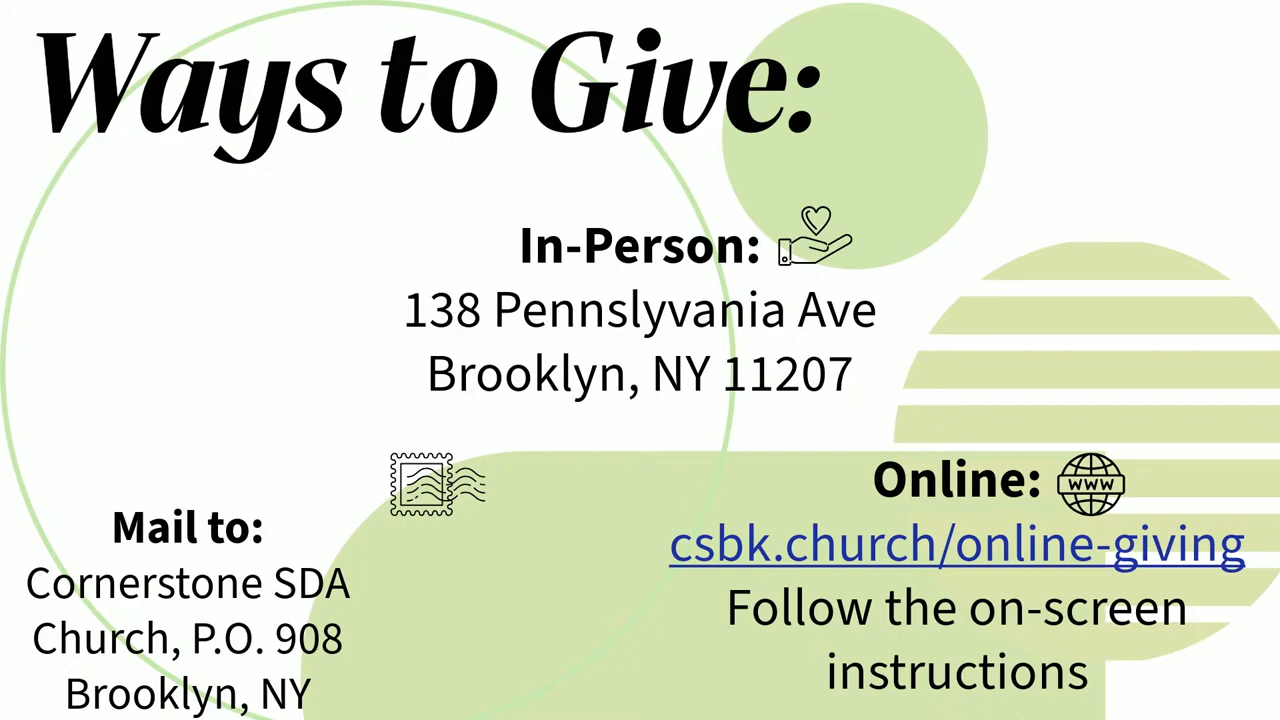 Ways to Give:
In-Person:
138 Pennslyvania Ave
Brooklyn, NY 11207
Mail to:
Cornerstone SDA
Church, P.O. 908
Brooklyn, NY
Online:
www
csbk.church/online-giving
Follow the on-screen
instructions